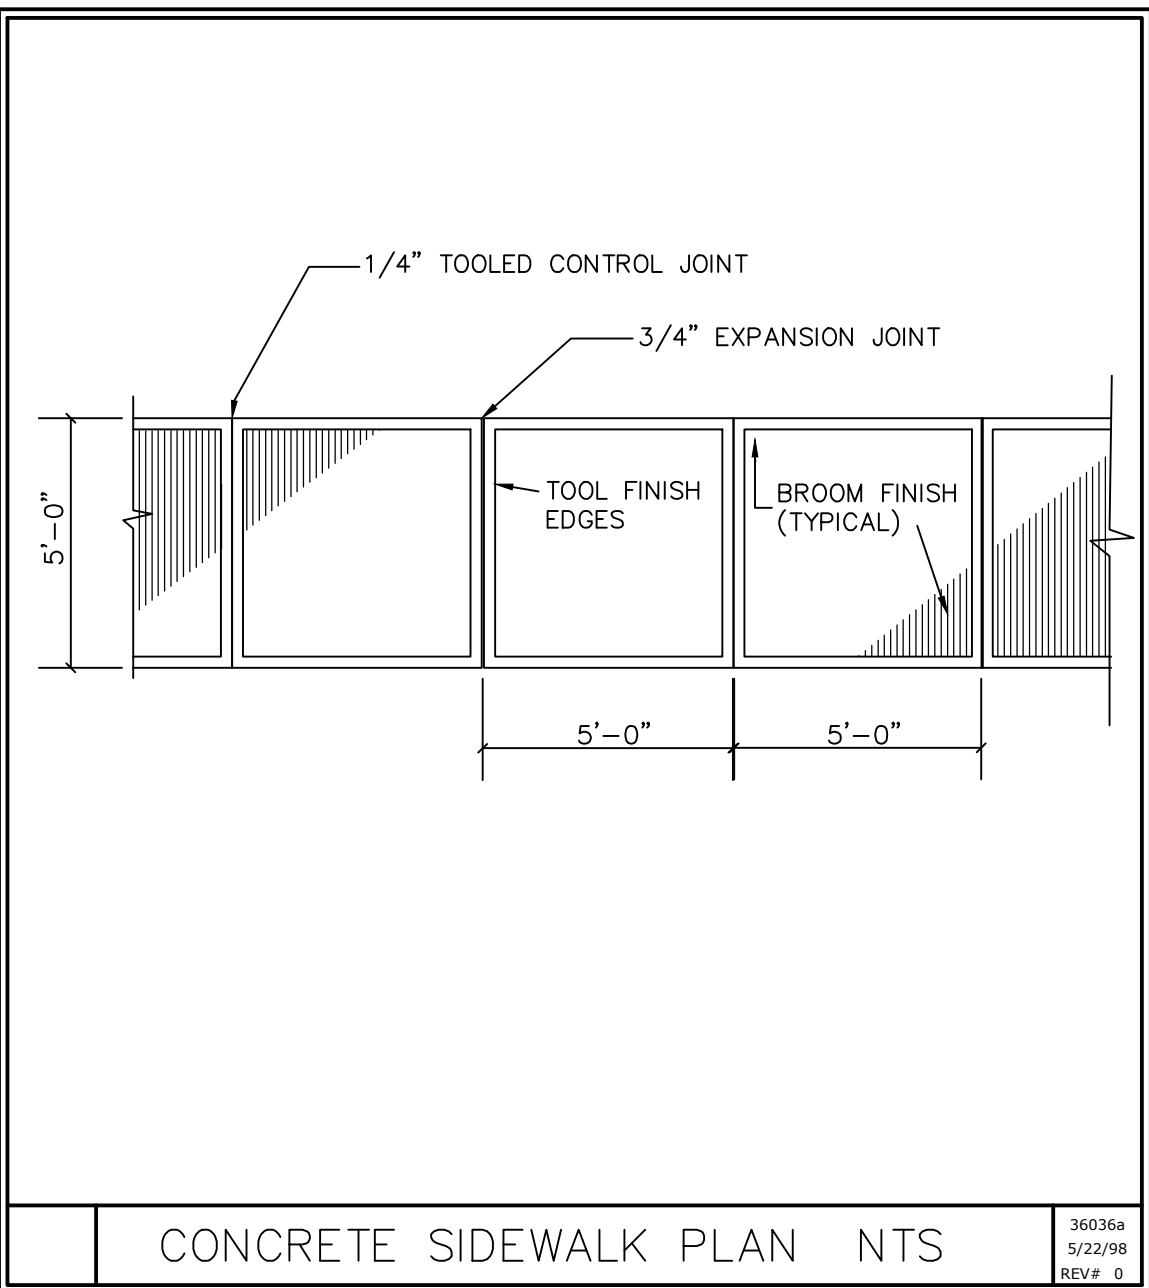 1/4” TOOLED CONTROL JOINT
3/4” EXPANSION JOINT
5’-0”
TOOL FINISH
EDGES
BROOM FINISH
(TYPICAL)
5’-0”
5’-0”
CONCRETE SIDEWALK PLAN NTS
36036a
5/22/98
REV# 0